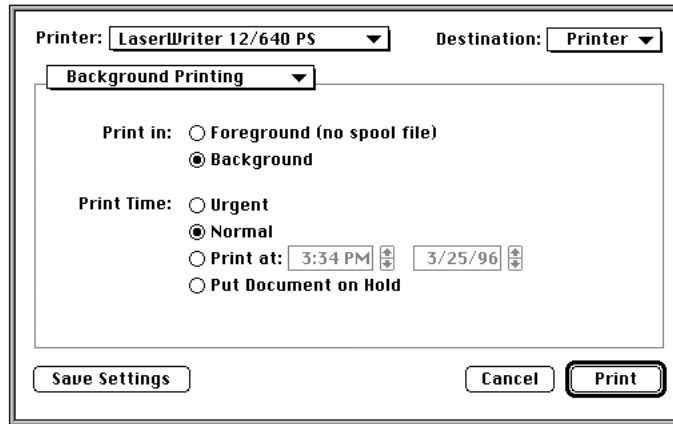 Printer: LaserWriter 12/640 PS Destination: Printer
Background Printing
Print in: Foreground (no spool file)
Background
Print Time: Urgent
Normal
Print at: 3:34 PM 3/25/96
Put Document on Hold
Save Settings Cancel Print